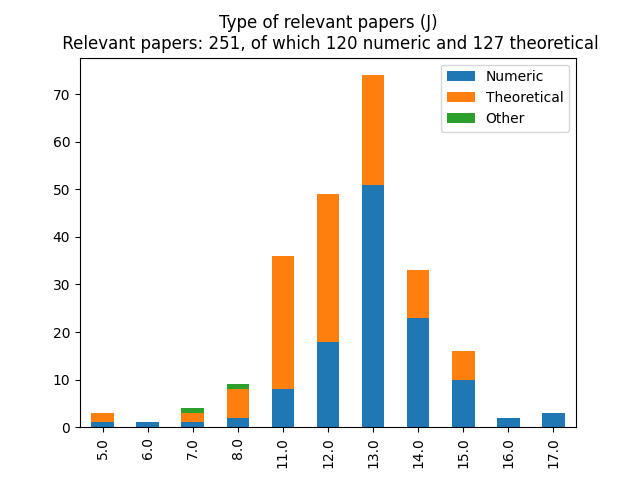 Type of relevant papers (J)
Relevant papers: 251, of which 120 numeric and 127 theoretical
Numeric
Theoretical
Other
70
60
50
40
30
20
10
0
5.0 6.0 7.0 8.0 11.0 12.0 13.0 14.0 15.0 16.0 17.0